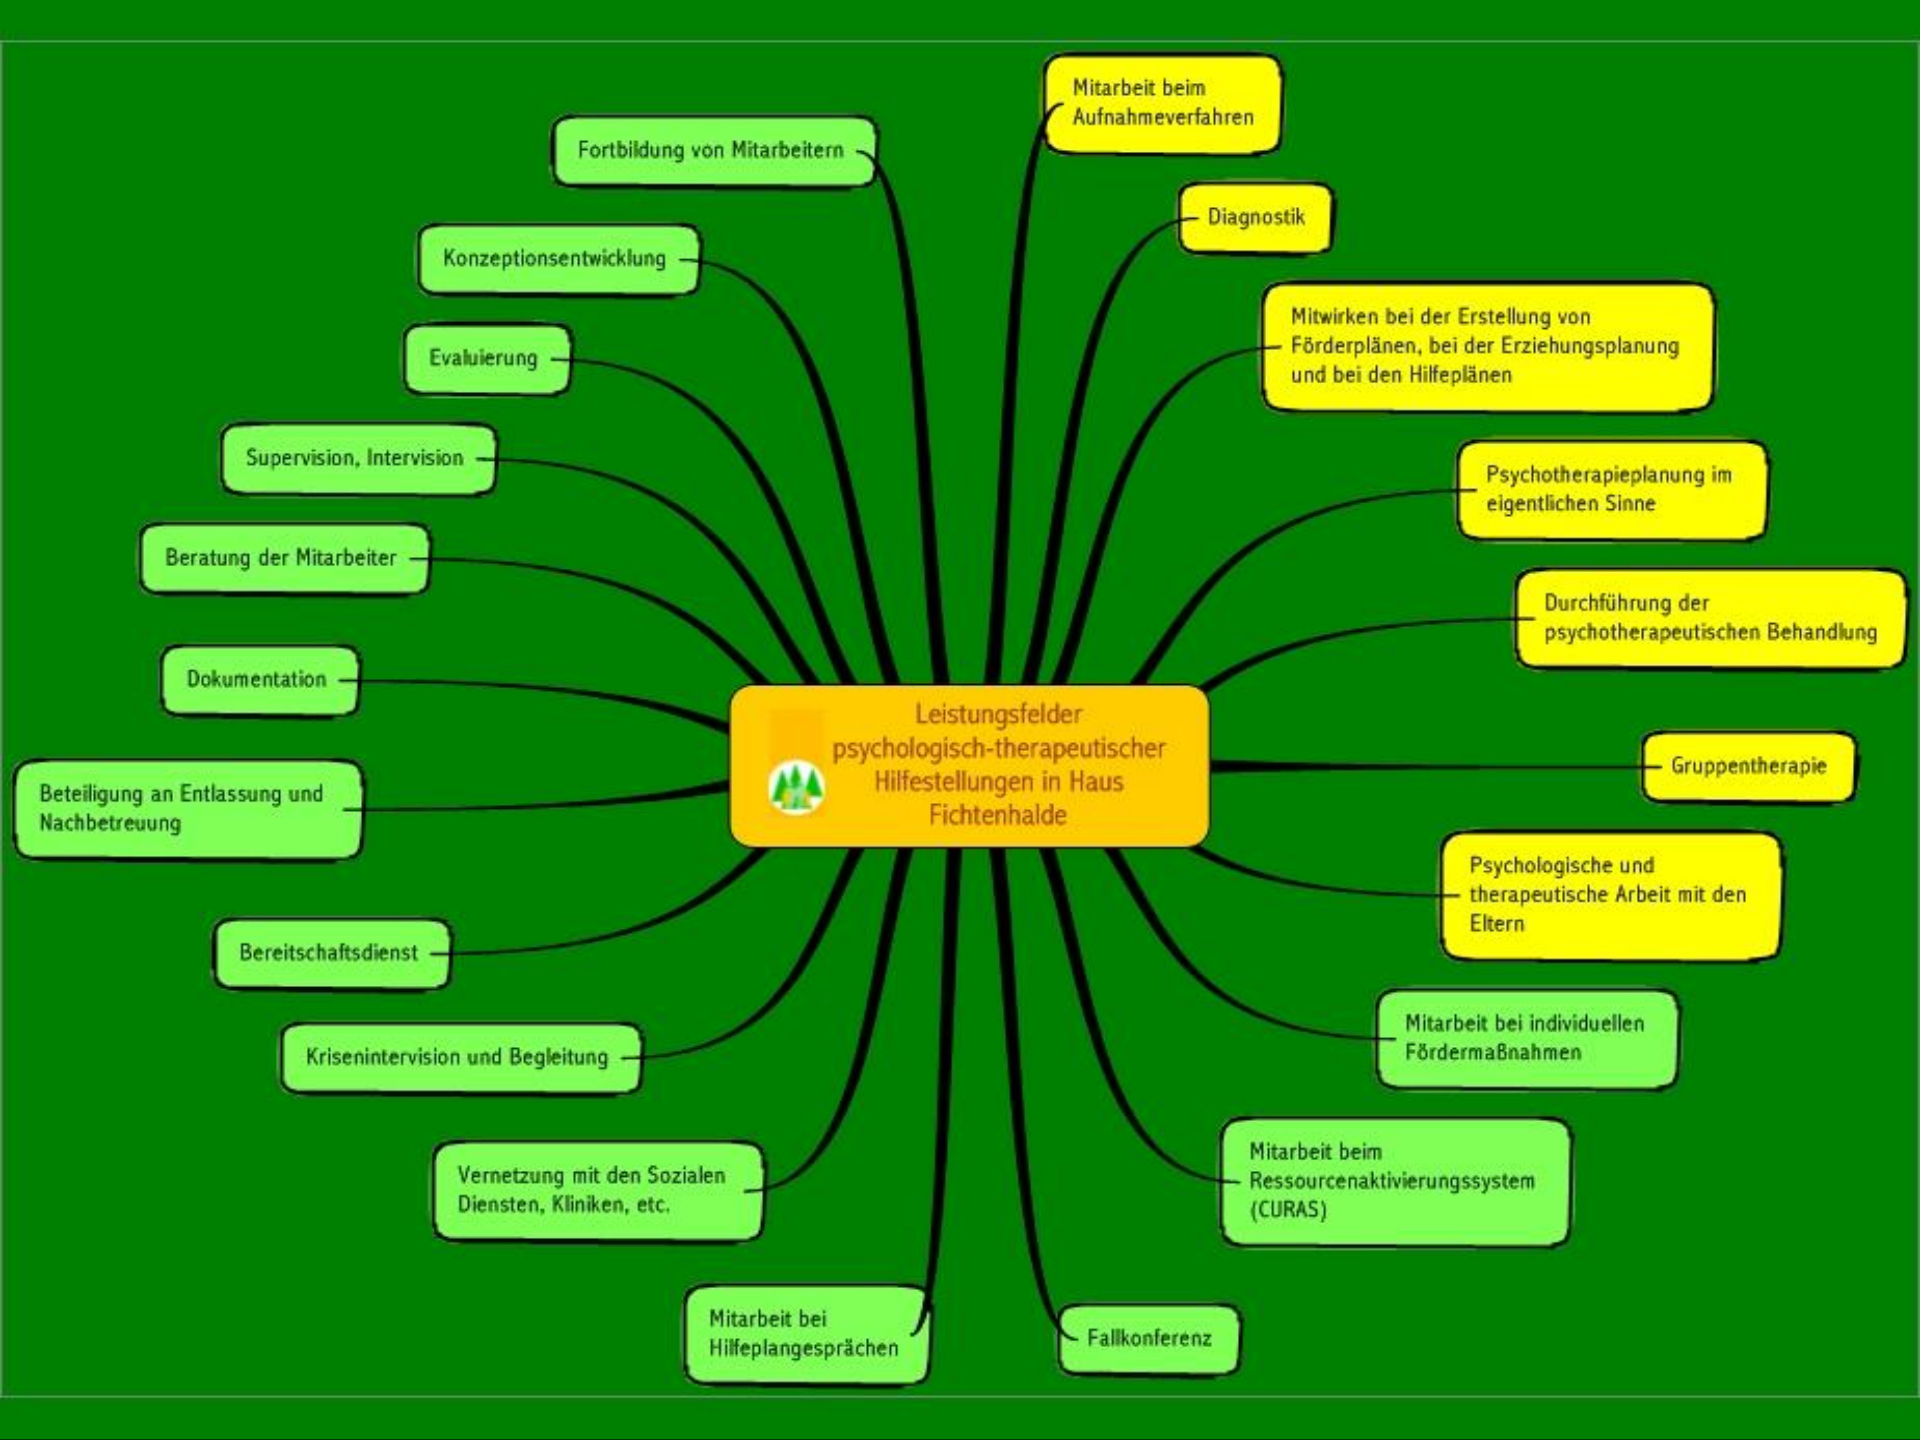 Mitarbeit beim
Aufnahmeverfahren
Fortbildung von Mitarbeitern
Diagnostik
Konzeptionsentwicklung
Mitwirken bei der Erstellung von
Förderplänen, bei der Erziehungsplanung
und bei den Hilfeplänen
Evaluierung
Supervision, Intervision
Psychotherapieplanung im
eigentlichen Sinne
Beratung der Mitarbeiter
Durchführung der
psychotherapeutischen Behandlung
Dokumentation
Leistungsfelder
psychologisch-therapeutischer
Hilfestellungen in Haus
Fichtenhalde
Gruppentherapie
Beteiligung an Entlassung und
Nachbetreuung
Psychologische und
therapeutische Arbeit mit den
Eltern
Bereitschaftsdienst
Mitarbeit bei individuellen
Fördermaßnahmen
Krisenintervision und Begleitung
Mitarbeit beim
Ressourcenaktivierungssystem
(CURAS)
Vernetzung mit den Sozialen
Diensten, Kliniken, etc.
Mitarbeit bei
Hilfeplangesprächen
Fallkonferenz